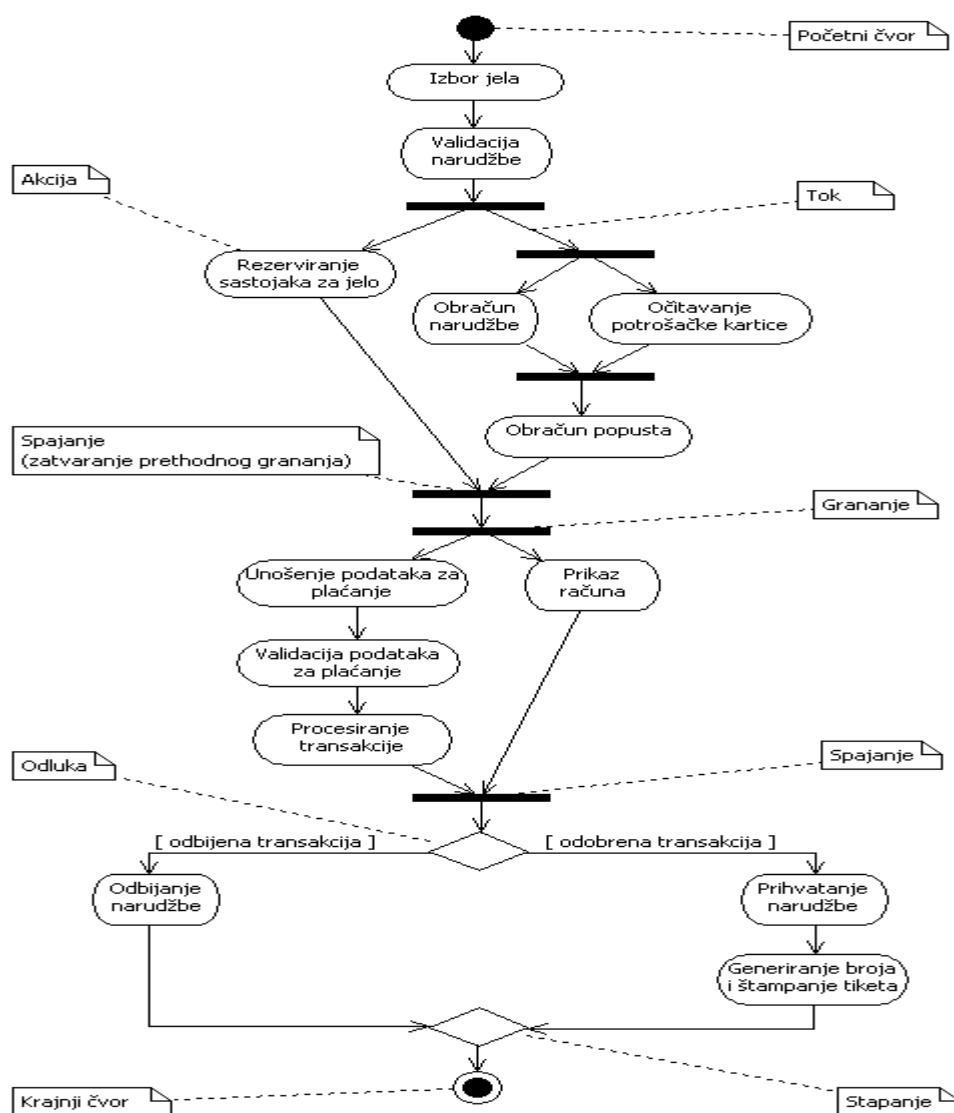 Početni čvor
Izbor jela
Validacija
narudžbe
Akcija
Tok
Rezerviranje
sastojaka za jelo
Obračun
narudžbe
Očitavanje
potrošačke kartice
Obračun popusta
Spajanje
(zatvaranje prethodnog grananja)
Grananje
Unošenje podataka za
plaćanje
Prikaz
računa
Validacija podataka
za plaćanje
Procesiranje
transakcije
Odluka
Spajanje
[ odbijena transakcija ]
[ odobrena transakcija ]
Odbijanje
narudžbe
Prihvatanje
narudžbe
Generiranje broja
i štampanje tiketa
Krajnji čvor
Stapanje